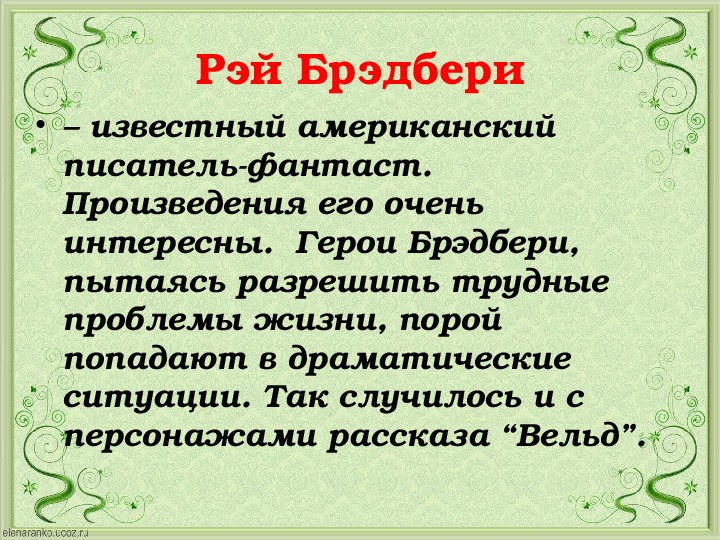 Рэй Брэдбери
• – известный американский
писатель-фантаст.
Произведения его очень
интересны.  Герои Брэдбери,
пытаясь разрешить трудные
проблемы жизни, порой
попадают в драматические
ситуации. Так случилось и с
персонажами рассказа “Вельд”.
elenaranko.ucoz.ru